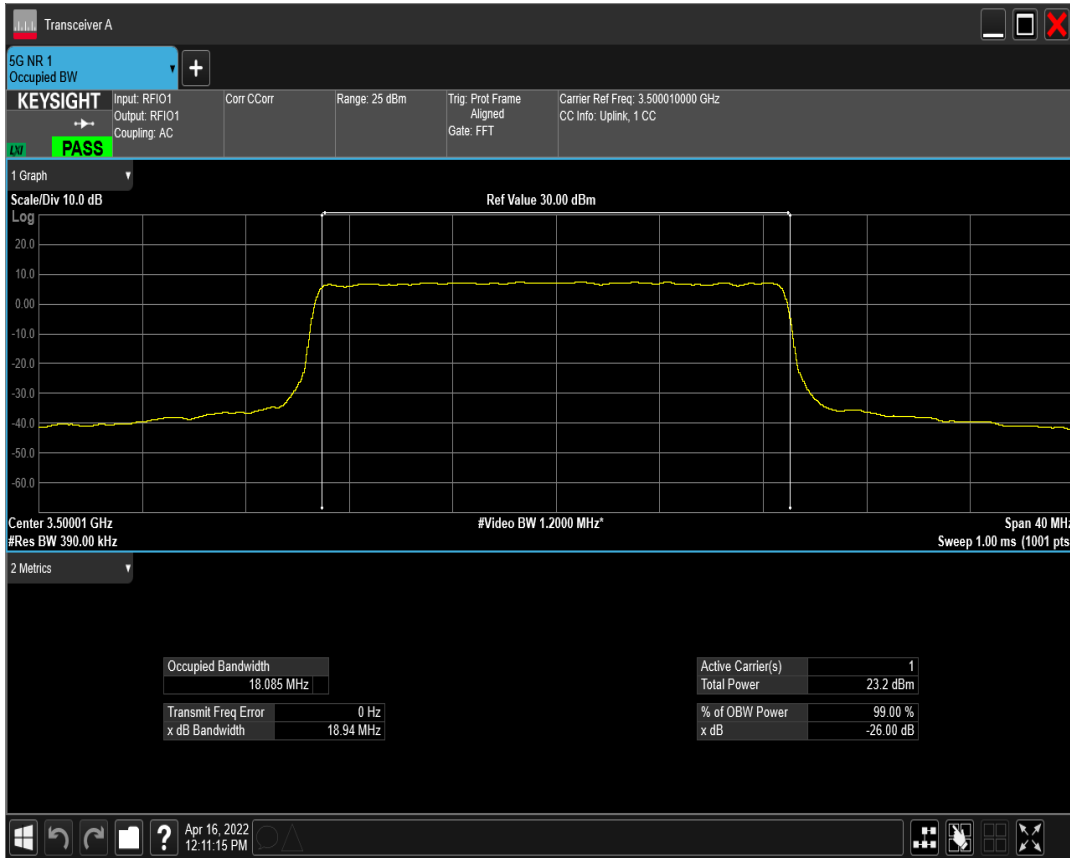 Transceiver A
5G NR 1
Occupied BW
KEYSIGHT
LXI
PASS
Input: RFIO1
Output: RFIO1
Coupling: AC
Corr CCorr
Range: 25 dBm
Trig: Prot Frame
Aligned
Gate: FFT
Carrier Ref Freq: 3.500010000 GHz
CC Info: Uplink, 1 CC
1 Graph
Scale/Div 10.0 dB
Ref Value 30.00 dBm
Log
20.0
10.0
0.00
-10.0
-20.0
-30.0
-40.0
-50.0
-60.0
Center 3.50001 GHz
#Video BW 1.2000 MHz*
Span 40 MHz
#Res BW 390.00 kHz
Sweep 1.00 ms (1001 pts
2 Metrics
Occupied Bandwidth
18.085 MHz
Transmit Freq Error 0 Hz
x dB Bandwidth 18.94 MHz
Active Carrier(s) 1
Total Power 23.2 dBm
% of OBW Power 99.00 %
x dB -26.00 dB
?
Apr 16, 2022
12:11:15 PM